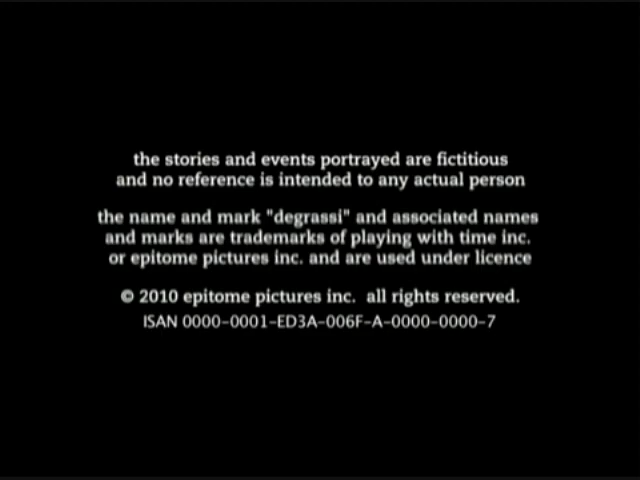 the stories and events portrayed are fictitious
and no reference is intended to any actual person
the name and mark "degrassi" and associated names
and marks are trademarks of playing with time inc.
or epitome pictures inc. and are used under licence
© 2010 epitome pictures inc. all rights reserved.
ISAN 0000-0001-ED3A-006F-A-0000-0000-7